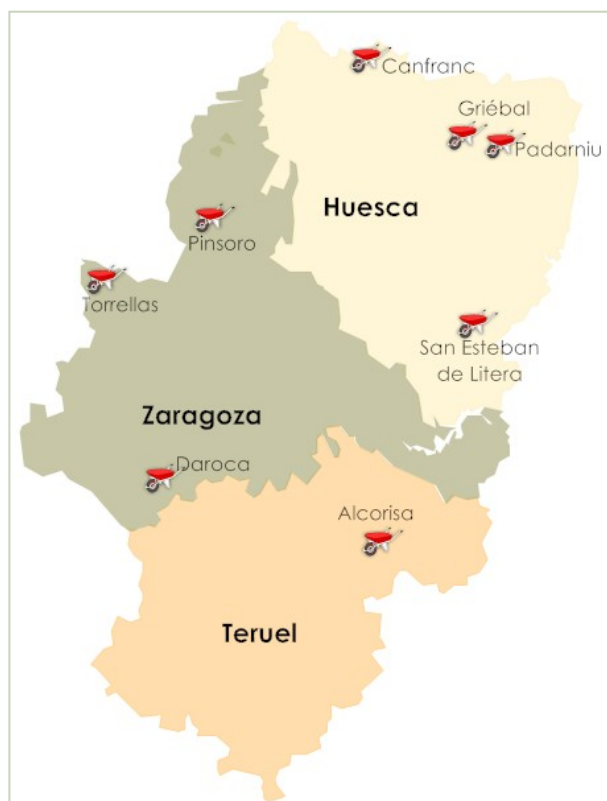 Canfranc
Griébal
Padarniu
Huesca
Pinsoro
Torrellas
San Esteban
de Litera
Zaragoza
Daroca
Alcorisa
Teruel